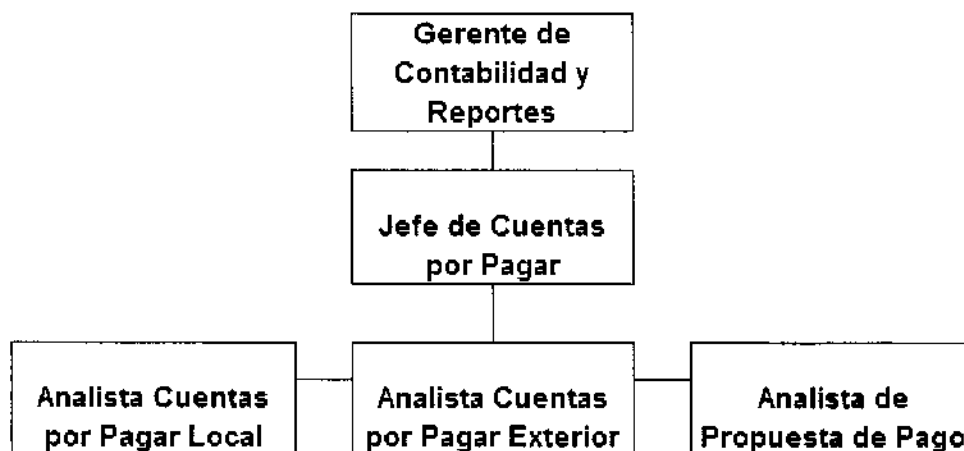 Gerente de
Contabilidad y
Reportes
Jefe de Cuentas
por Pagar
Analista Cuentas
por Pagar Local
Analista Cuentas
por Pagar Exterior
Analista de
Propuesta de Pago